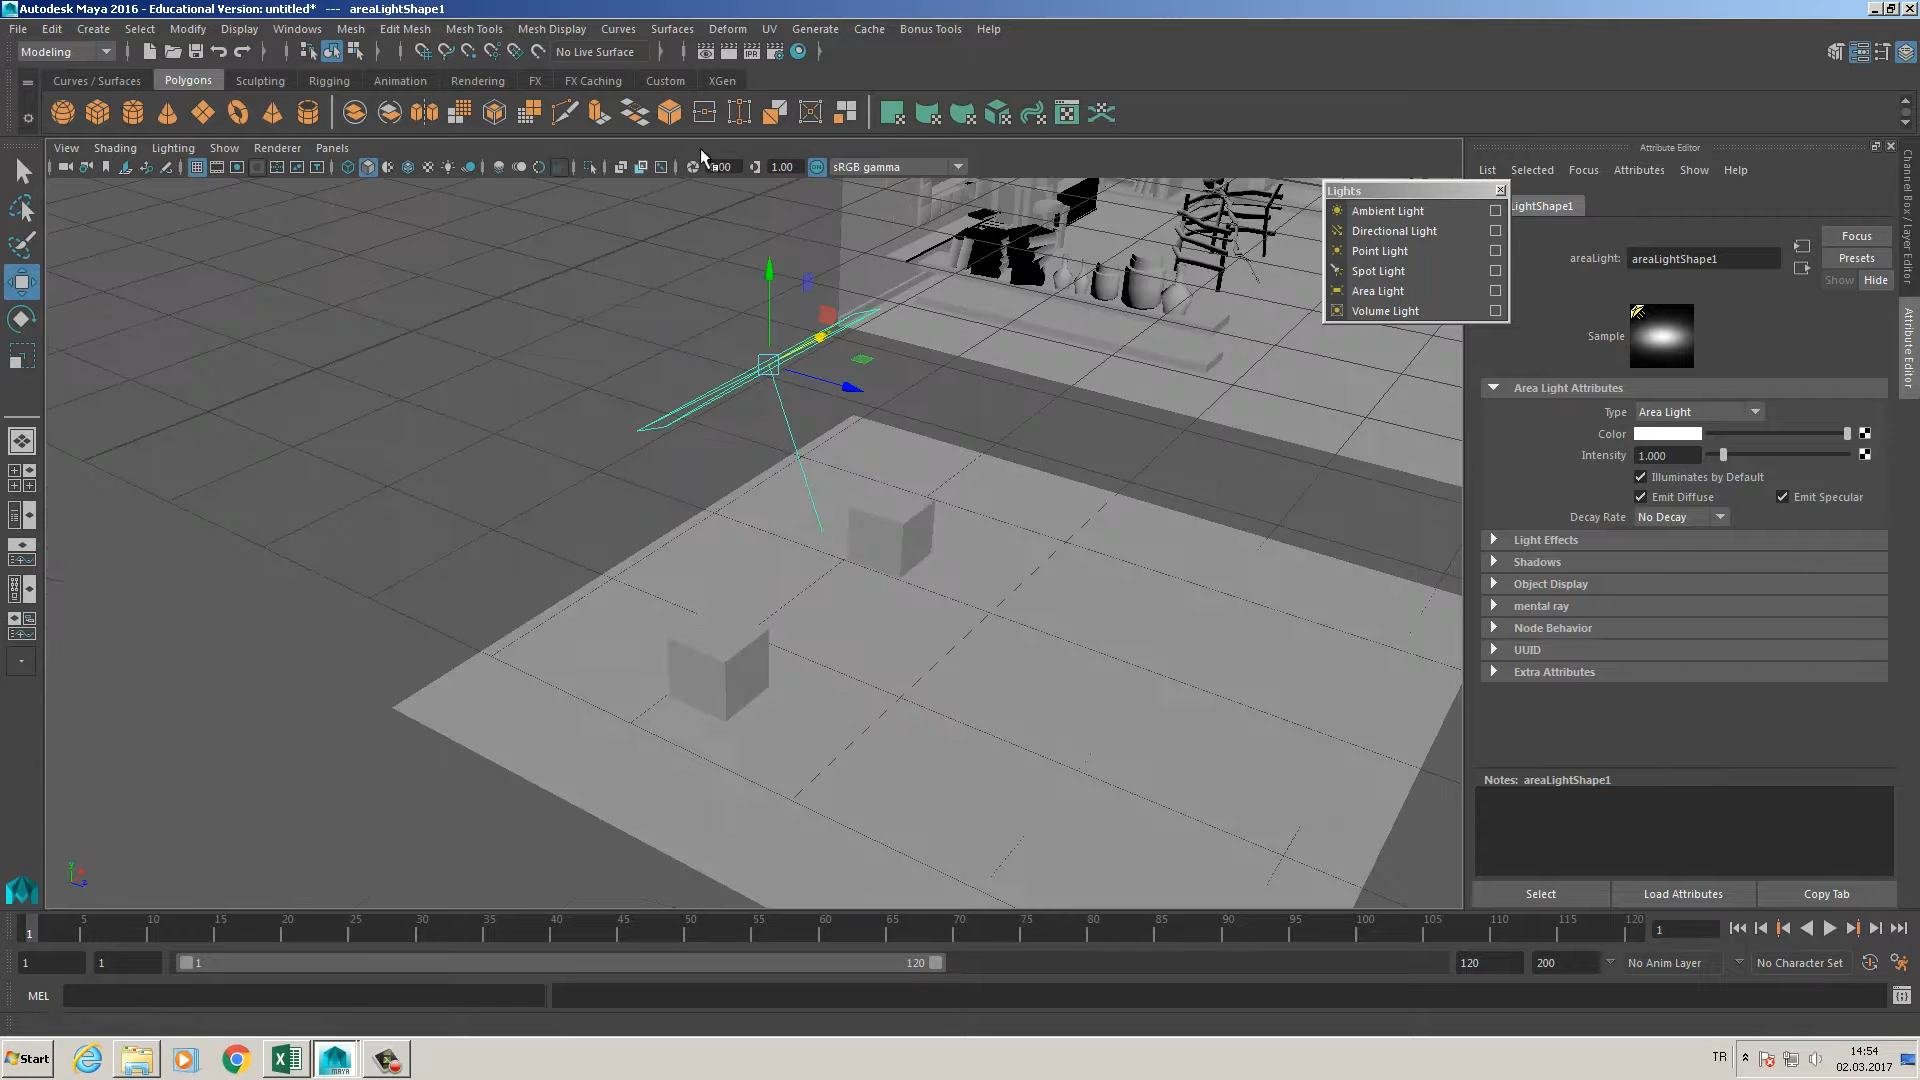 Autodesk Maya 2016 - Educational Version: untitled* --- areaLightShape1
File Edit Create Select Modify Display Windows Mesh Edit Mesh Mesh Tools Mesh Display Curves Surfaces Deform UV Generate Cache Bonus Tools Help
Modeling No Live Surface IPR
Curves / Surfaces Polygons Sculpting Rigging Animation Rendering FX FX Caching Custom XGen
View Shading Lighting Show Renderer Panels
1.00 ON sRGB gamma
Lights
Ambient Light
Directional Light
Point Light
Spot Light
Area Light
Volume Light
Attribute Editor
List Selected Focus Attributes Show Help
LightShape1
areaLight: areaLightShape1
Focus
Presets
Show Hide
Sample
Area Light Attributes
Type Area Light
Color
Intensity 1.000
Illuminates by Default
Emit Diffuse Emit Specular
Decay Rate No Decay
Light Effects
Shadows
Object Display
mental ray
Node Behavior
UUID
Extra Attributes
Notes: areaLightShape1
Select Load Attributes Copy Tab
Channel Box / Layer Editor
Attribute Editor
5 10 15 20 25 30 35 40 45 50 55 60 65 70 75 80 85 90 95 100 105 110 115 120
1 1
1 1 1 120 120 200 No Anim Layer No Character Set
MEL
Start TR 14:54
MAYA 02.03.2017